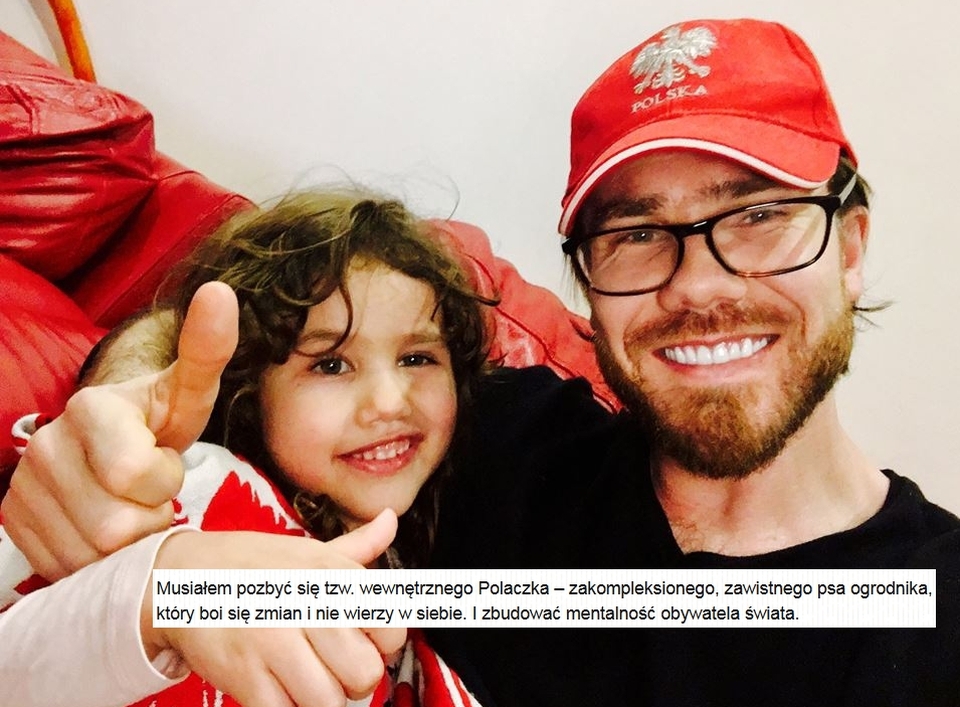 POLSKA
Musiałem pozbyć się tzw. wewnętrznego Polaczka – zakompleksionego, zawistnego psa ogrodnika,
który boi się zmian i nie wierzy w siebie. I zbudować mentalność obywatela świata.